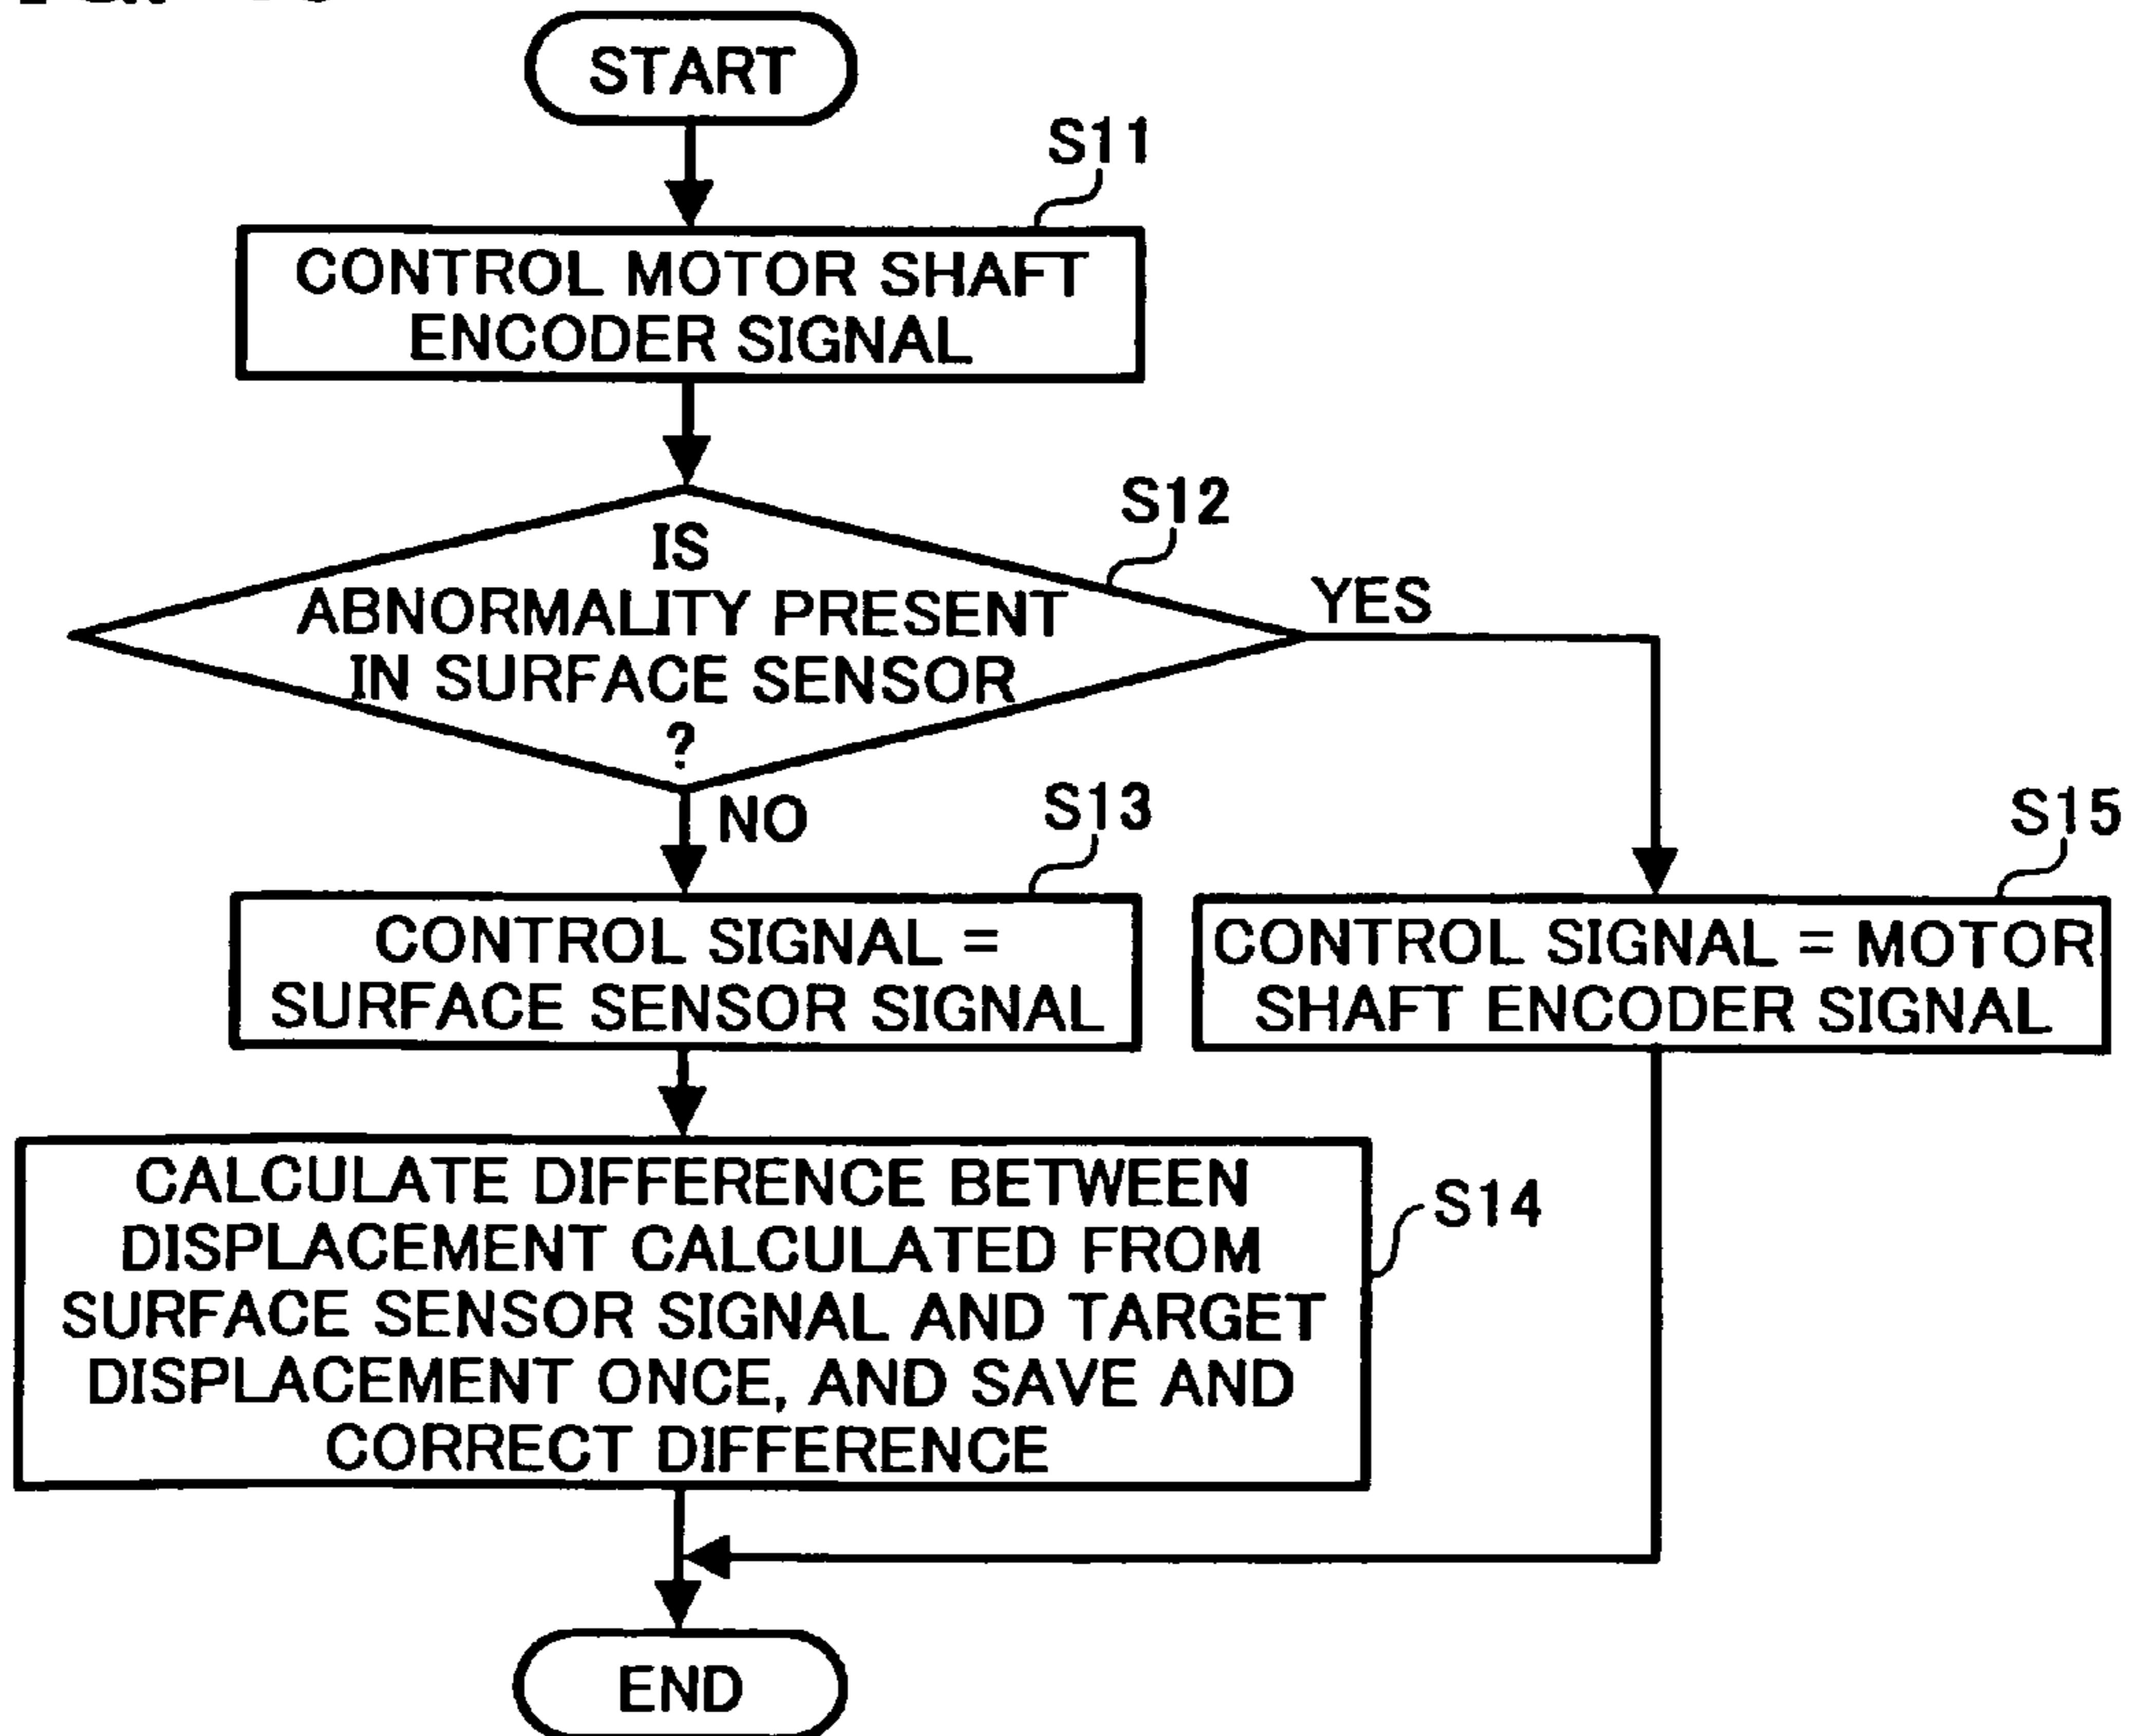 START
S11
CONTROL MOTOR SHAFT
ENCODER SIGNAL
S12
IS
ABNORMALITY PRESENT
IN SURFACE SENSOR
?
YES
NO
S13
CONTROL SIGNAL =
SURFACE SENSOR SIGNAL
S15
CONTROL SIGNAL = MOTOR
SHAFT ENCODER SIGNAL
CALCULATE DIFFERENCE BETWEEN
DISPLACEMENT CALCULATED FROM
SURFACE SENSOR SIGNAL AND TARGET
DISPLACEMENT ONCE, AND SAVE AND
CORRECT DIFFERENCE
S14
END